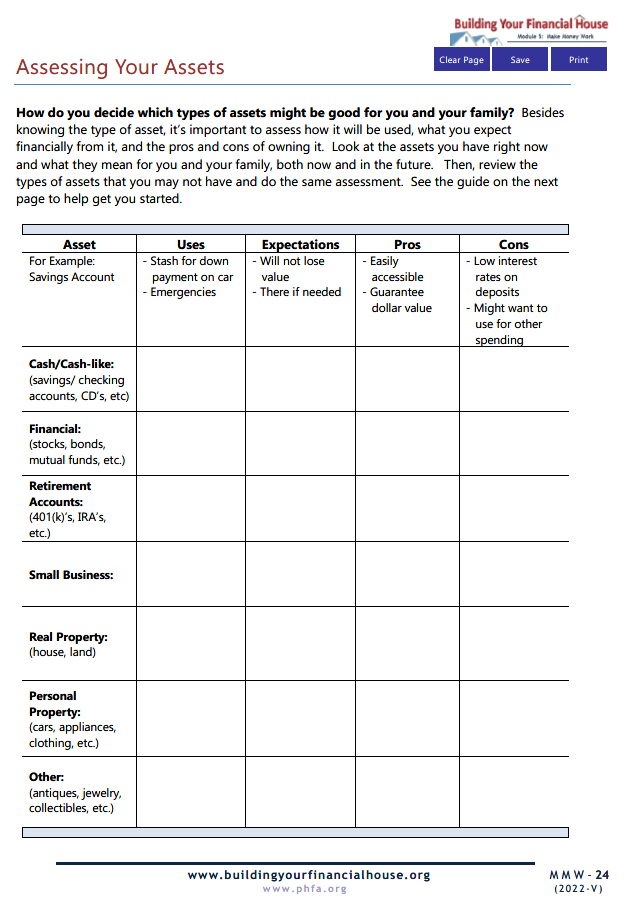 Building Your Financial House
Module 5: Make Money Work
Clear Page Save Print
Assessing Your Assets
How do you decide which types of assets might be good for you and your family? Besides
knowing the type of asset, it's important to assess how it will be used, what you expect
financially from it, and the pros and cons of owning it. Look at the assets you have right now
and what they mean for you and your family, both now and in the future. Then, review the
types of assets that you may not have and do the same assessment. See the guide on the next
page to help get you started.
Asset Uses Expectations Pros Cons
For Example:
Savings Account
- Stash for down
payment on car
- Emergencies
- Will not lose
value
- There if needed
- Easily
accessible
- Guarantee
dollar value
- Low interest
rates on
deposits
- Might want to
use for other
spending
Cash/Cash-like:
(savings/ checking
accounts, CD's, etc)
Financial:
(stocks, bonds,
mutual funds, etc.)
Retirement
Accounts:
(401(k)'s, IRA's,
etc.)
Small Business:
Real Property:
(house, land)
Personal
Property:
(cars, appliances,
clothing, etc.)
Other:
(antiques, jewelry,
collectibles, etc.)
www.buildingyourfinancialhouse.org
www.phfa.org
MMW - 24
(2022-V)